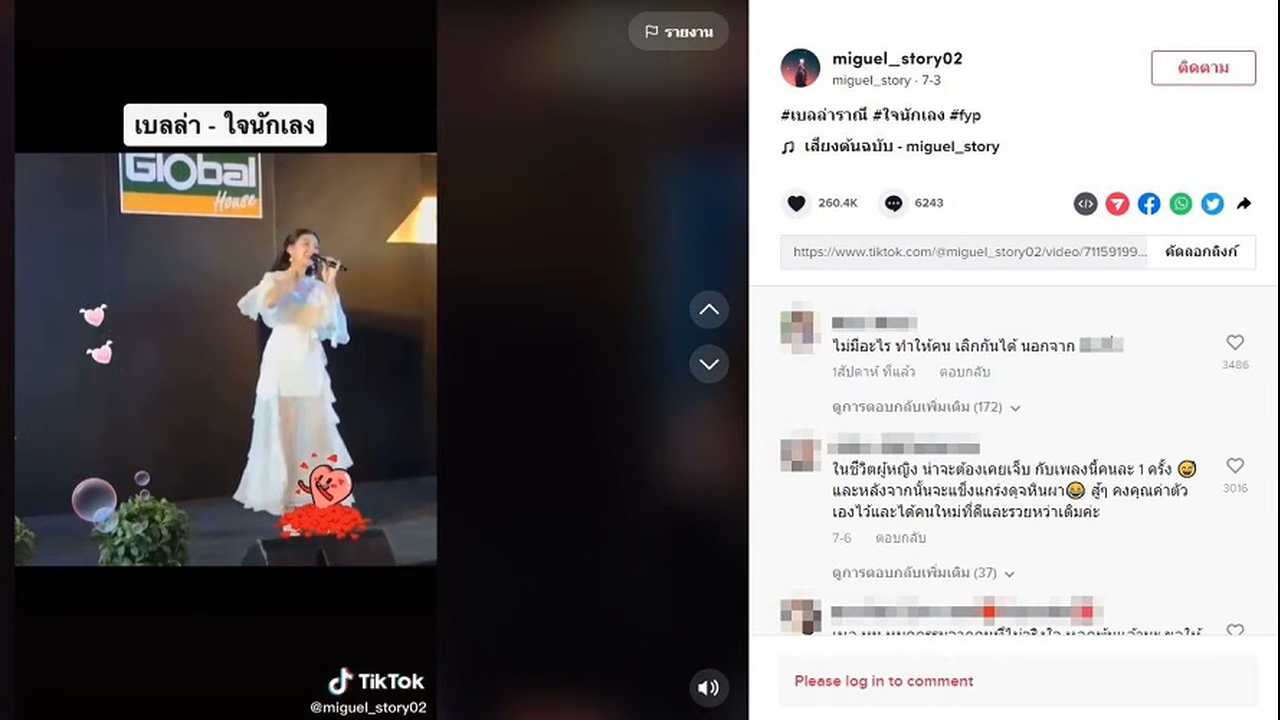 รายงาน
เบลล่า - ใจนักเลง
Global
House
TikTok
@miguel_story02
miguel_story02
miguel_story · 7-3
ติดตาม
#เบลล่าราณี #ใจนักเลง #fyp
เสียงต้นฉบับ - miguel_story
260.4K
6243
https://www.tiktok.com/@miguel_story02/video/71159199...
คัดลอกลิงก์
ไม่มีอะไร ทำให้คน เลิกกันได้ นอกจาก
3486
1สัปดาห์ ที่แล้ว ตอบกลับ
ดูการตอบกลับเพิ่มเติม (172)
ในชีวิตผู้หญิง น่าจะต้องเคยเจ็บ กับเพลงนี้คนละ 1 ครั้ง 😅
และหลังจากนั้นจะแข็งแกร่งดุจหินผา😂 สู้ๆ คงคุณค่าตัว
เองไว้และได้คนใหม่ที่ดีและรวยหว่าเดิมค่ะ
3016
7-6 ตอบกลับ
ดูการตอบกลับเพิ่มเติม (37)
Please log in to comment